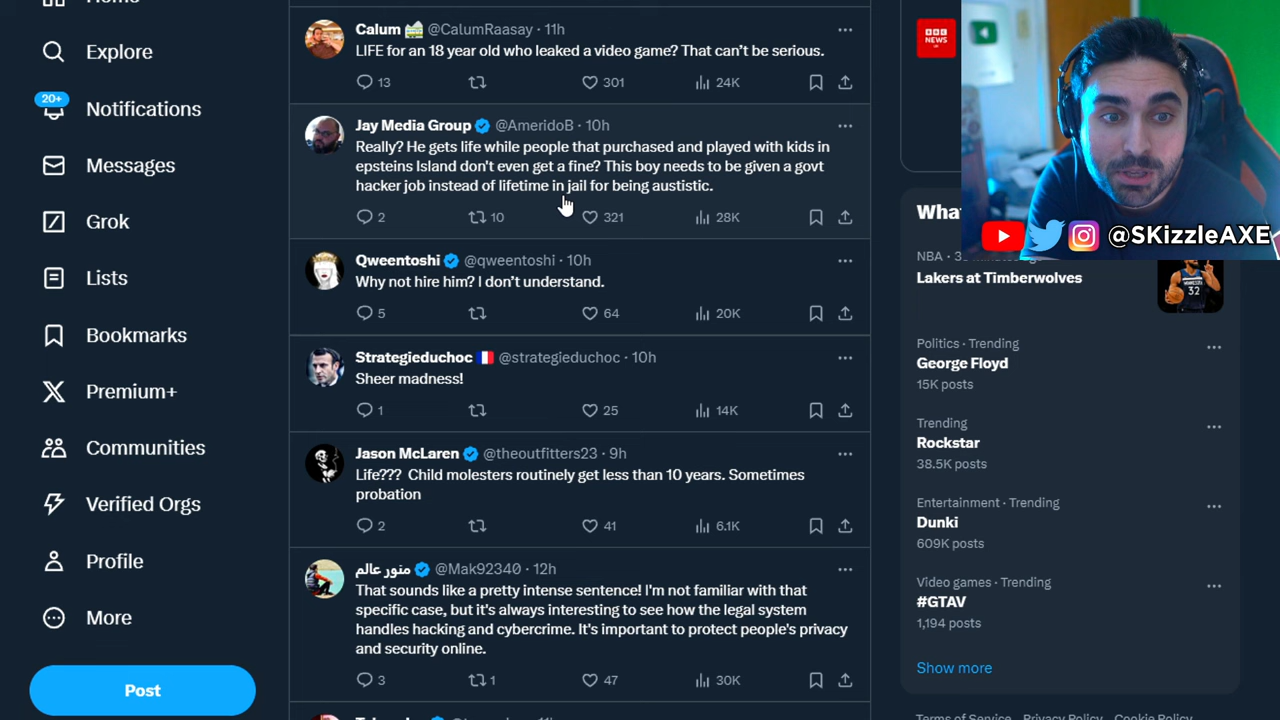 Home
Explore
20+
Notifications
Messages
Grok
Lists
Bookmarks
Premium+
Communities
Verified Orgs
Profile
More
Post
Calum @CalumRaasay · 11h
LIFE for an 18 year old who leaked a video game? That can't be serious.
13 301 24K
Jay Media Group @AmeridoB · 10h
Really? He gets life while people that purchased and played with kids in
epsteins Island don't even get a fine? This boy needs to be given a govt
hacker job instead of lifetime in jail for being austistic.
2 10 321 28K
Qweentoshi @qweentoshi · 10h
Why not hire him? I don't understand.
5 64 20K
Strategieduchoc @strategieduchoc · 10h
Sheer madness!
1 25 14K
Jason McLaren @theoutfitters23 · 9h
Life??? Child molesters routinely get less than 10 years. Sometimes
probation
2 41 6.1K
منور عالم @Mak92340 · 12h
That sounds like a pretty intense sentence! I'm not familiar with that
specific case, but it's always interesting to see how the legal system
handles hacking and cybercrime. It's important to protect people's privacy
and security online.
3 1 47 30K
BBC
NEWS
@SKizzleAXE
NBA
Lakers at Timberwolves
Politics · Trending
George Floyd
15K posts
Trending
Rockstar
38.5K posts
Entertainment · Trending
Dunki
609K posts
Video games · Trending
#GTAV
1,194 posts
Show more
Terms of Service Privacy Policy Cookie Policy